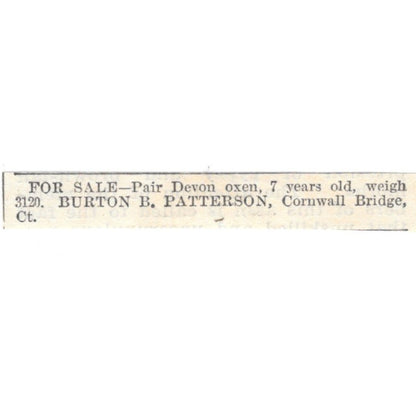 FOR SALE—Pair Devon oxen, 7 years old, weigh
3120. BURTON B. PATTERSON, Cornwall Bridge,
Ct.